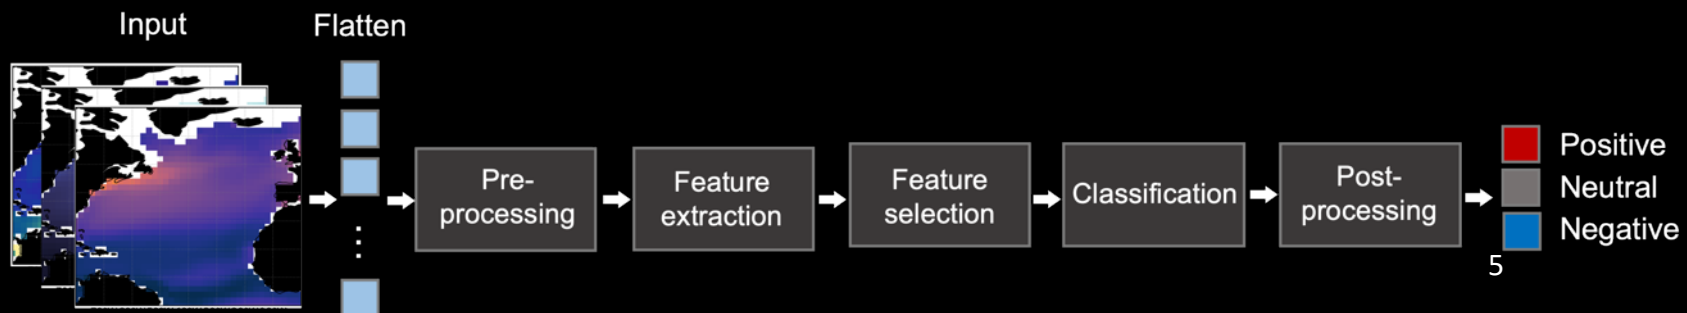 Input
Flatten
Pre-
processing
Feature
extraction
Feature
selection
Classification
Post-
processing
Positive
Neutral
Negative
5